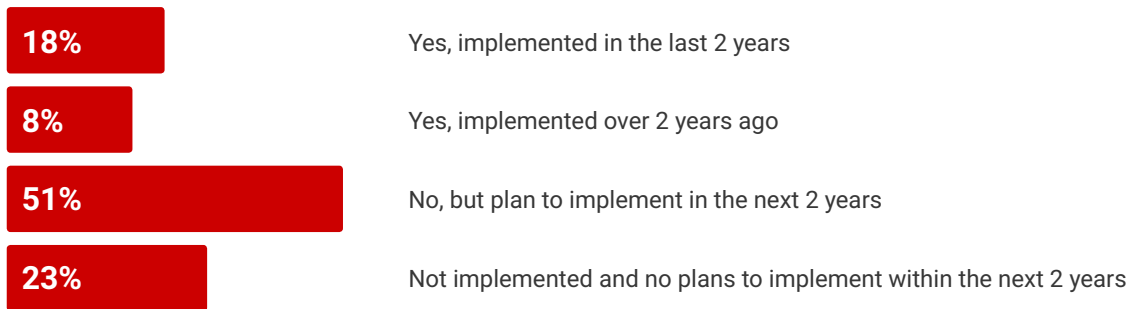 18% Yes, implemented in the last 2 years
8% Yes, implemented over 2 years ago
51% No, but plan to implement in the next 2 years
23% Not implemented and no plans to implement within the next 2 years